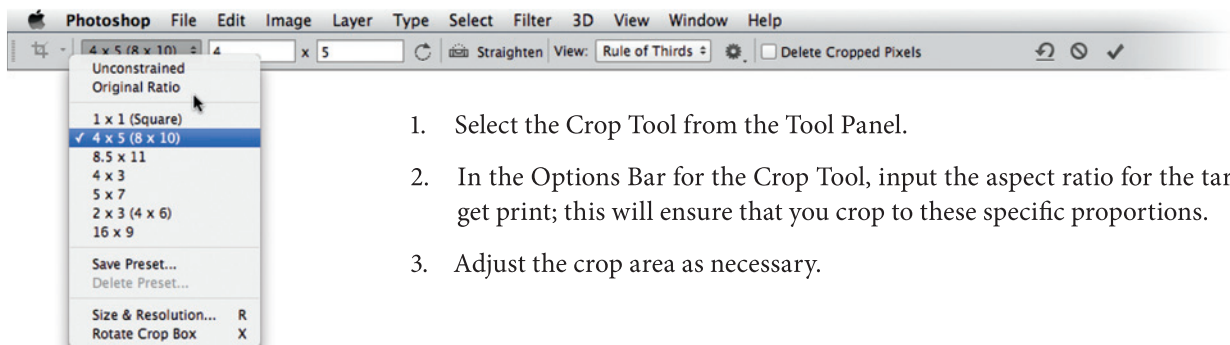 Photoshop File Edit Image Layer Type Select Filter 3D View Window Help
4 x 5 (8 x 10) 4 x 5 Straighten View: Rule of Thirds Delete Cropped Pixels
Unconstrained
Original Ratio
1 x 1 (Square)
✓ 4 x 5 (8 x 10)
8.5 x 11
4 x 3
5 x 7
2 x 3 (4 x 6)
16 x 9
Save Preset...
Delete Preset...
Size & Resolution... R
Rotate Crop Box X
1. Select the Crop Tool from the Tool Panel.
2. In the Options Bar for the Crop Tool, input the aspect ratio for the tar
get print; this will ensure that you crop to these specific proportions.
3. Adjust the crop area as necessary.